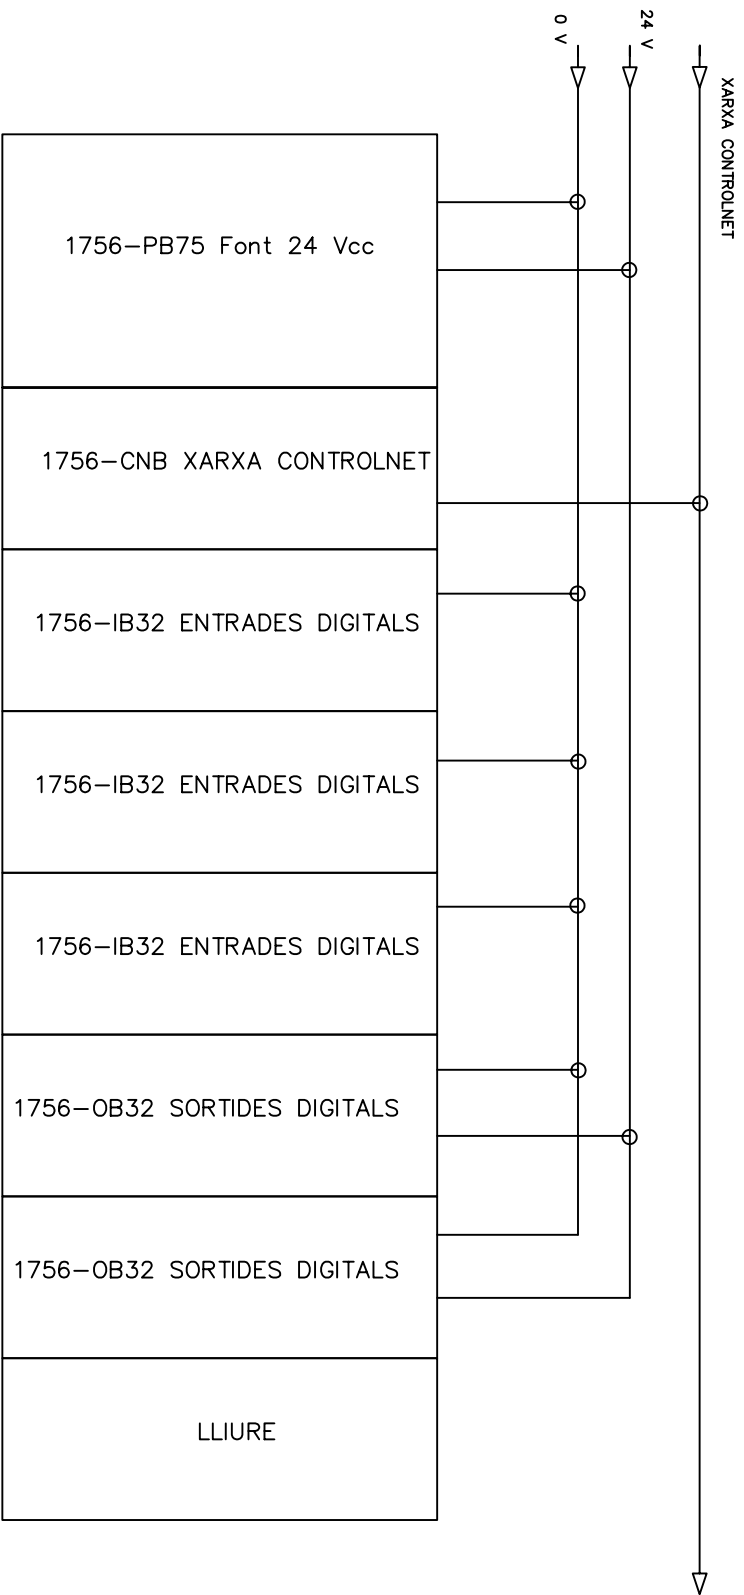 0 V
24 V
XARXA CONTROLNET
1756-PB75 Font 24 Vcc
1756-CNB XARXA CONTROLNET
1756-IB32 ENTRADES DIGITALS
1756-IB32 ENTRADES DIGITALS
1756-IB32 ENTRADES DIGITALS
1756-OB32 SORTIDES DIGITALS
1756-OB32 SORTIDES DIGITALS
LLIURE